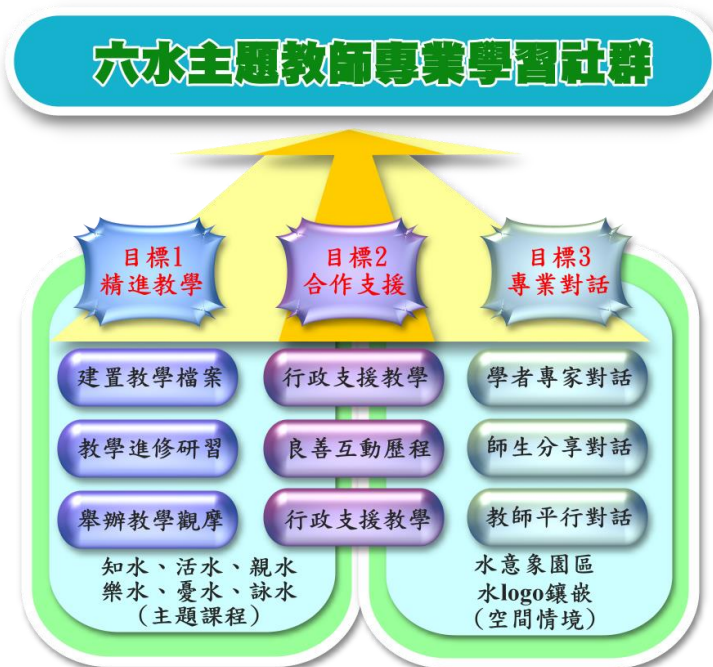 六水主題教師專業學習社群
目標1
精進教學
目標2
合作支援
目標3
專業對話
建置教學檔案
行政支援教學
學者專家對話
教學進修研習
良善互動歷程
師生分享對話
舉辦教學觀摩
行政支援教學
教師平行對話
知水、活水、親水
樂水、憂水、詠水
(主題課程)
水意象園區
水logo鑲嵌
(空間情境)